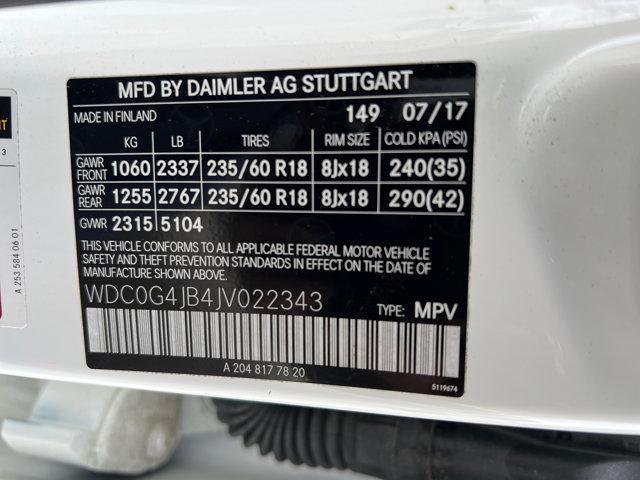 MFD BY DAIMLER AG STUTTGART
MADE IN FINLAND 149 07/17
KG LB TIRES RIM SIZE COLD KPA(PSI)
GAWR FRONT 1060 2337 235/60 R18 8Jx18 240(35)
GAWR REAR 1255 2767 235/60 R18 8Jx18 290(42)
GVWR 2315 5104
THIS VEHICLE CONFORMS TO ALL APPLICABLE FEDERAL MOTOR VEHICLE
SAFETY AND THEFT PREVENTION STANDARDS IN EFFECT ON THE
DATE OF MANUFACTURE SHOWN ABOVE.
WDC0G4JB4JV022343 TYPE: MPV
A 204 817 78 20
5119674
A 253 584 06 01